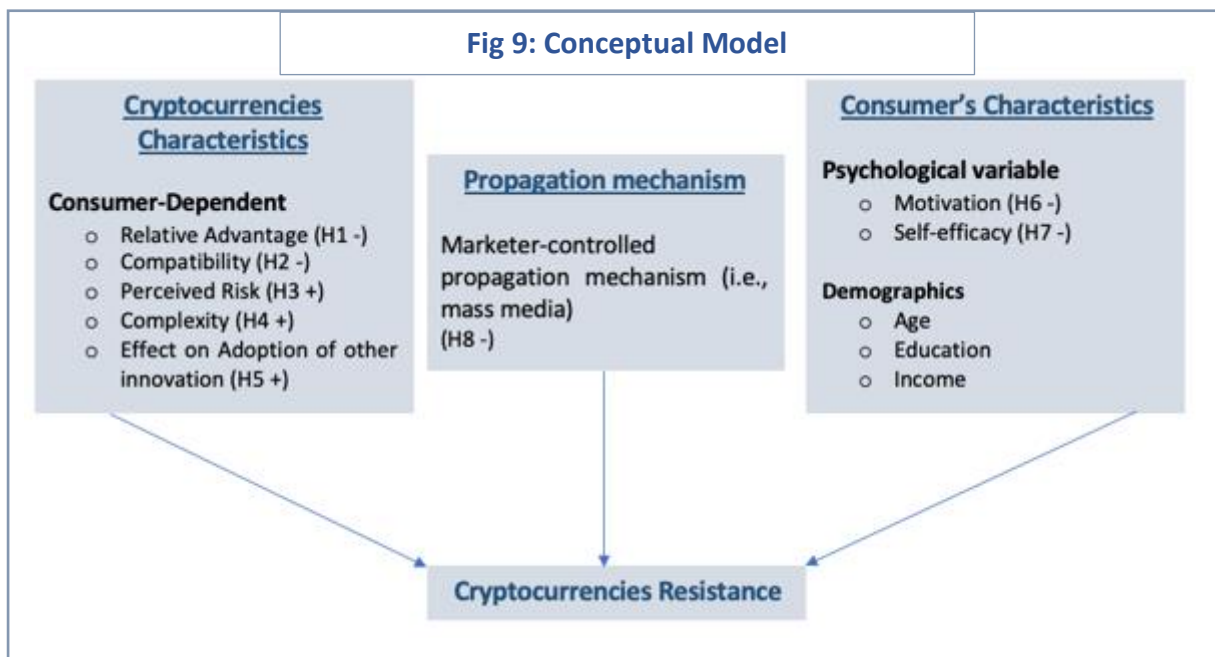 Fig 9: Conceptual Model
Cryptocurrencies
Characteristics
Consumer-Dependent
o Relative Advantage (H1 -)
o Compatibility (H2 -)
o Perceived Risk (H3 +)
o Complexity (H4 +)
o Effect on Adoption of other
innovation (H5 +)
Propagation mechanism
Marketer-controlled
propagation mechanism (i.e.,
mass media)
(H8 -)
Consumer's Characteristics
Psychological variable
o Motivation (H6 -)
o Self-efficacy (H7 -)
Demographics
o Age
o Education
o Income
Cryptocurrencies Resistance